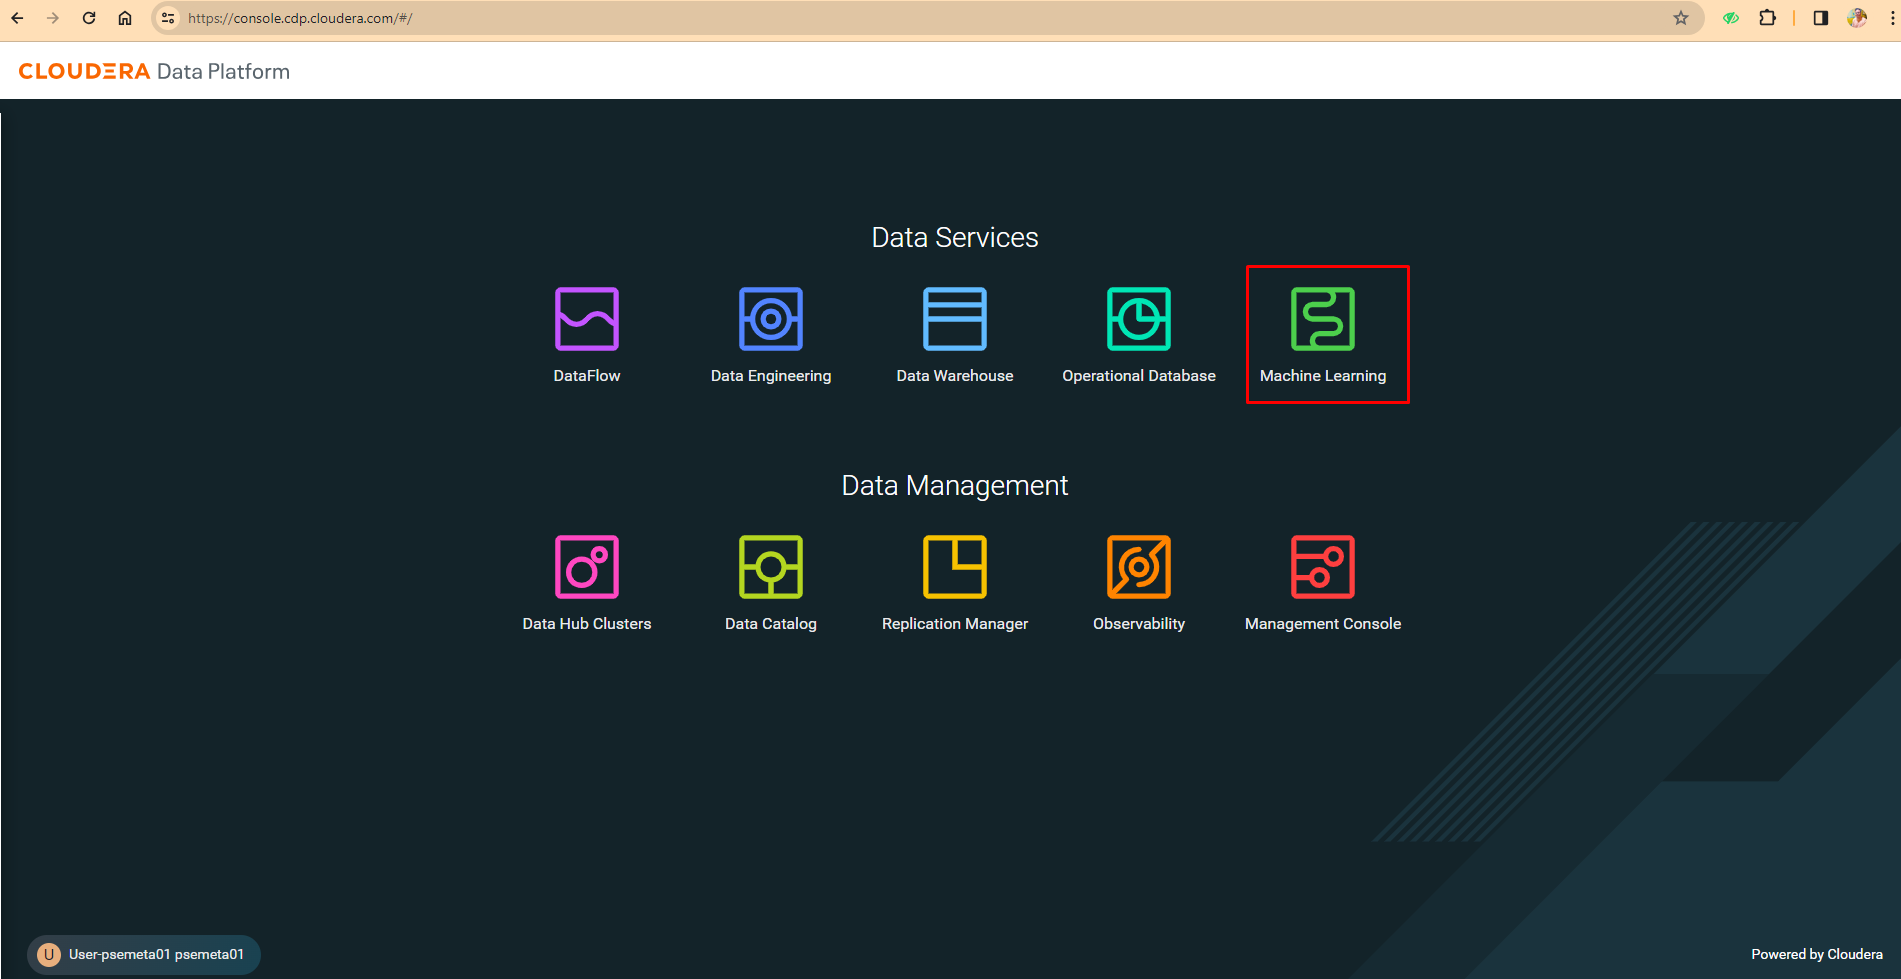 https://console.cdp.cloudera.com/#/
CLOUDERA Data Platform
Data Services
DataFlow
Data Engineering
Data Warehouse
Operational Database
Machine Learning
Data Management
Data Hub Clusters
Data Catalog
Replication Manager
Observability
Management Console
U User-psemeta01 psemeta01
Powered by Cloudera